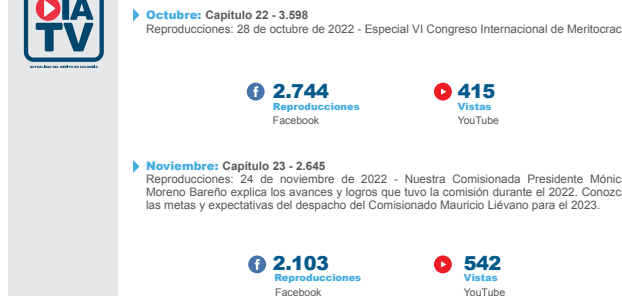 DIA
TV
Octubre: Capítulo 22 - 3.598
Reproducciones: 28 de octubre de 2022 - Especial VI Congreso Internacional de Meritocrac
2.744
Reproducciones
Facebook
415
Vistas
YouTube
Noviembre: Capítulo 23 - 2.645
Reproducciones: 24 de noviembre de 2022 - Nuestra Comisionada Presidente Mónic
Moreno Bareño explica los avances y logros que tuvo la comisión durante el 2022. Conozc
las metas y expectativas del despacho del Comisionado Mauricio Liévano para el 2023.
2.103
Reproducciones
Facebook
542
Vistas
YouTube